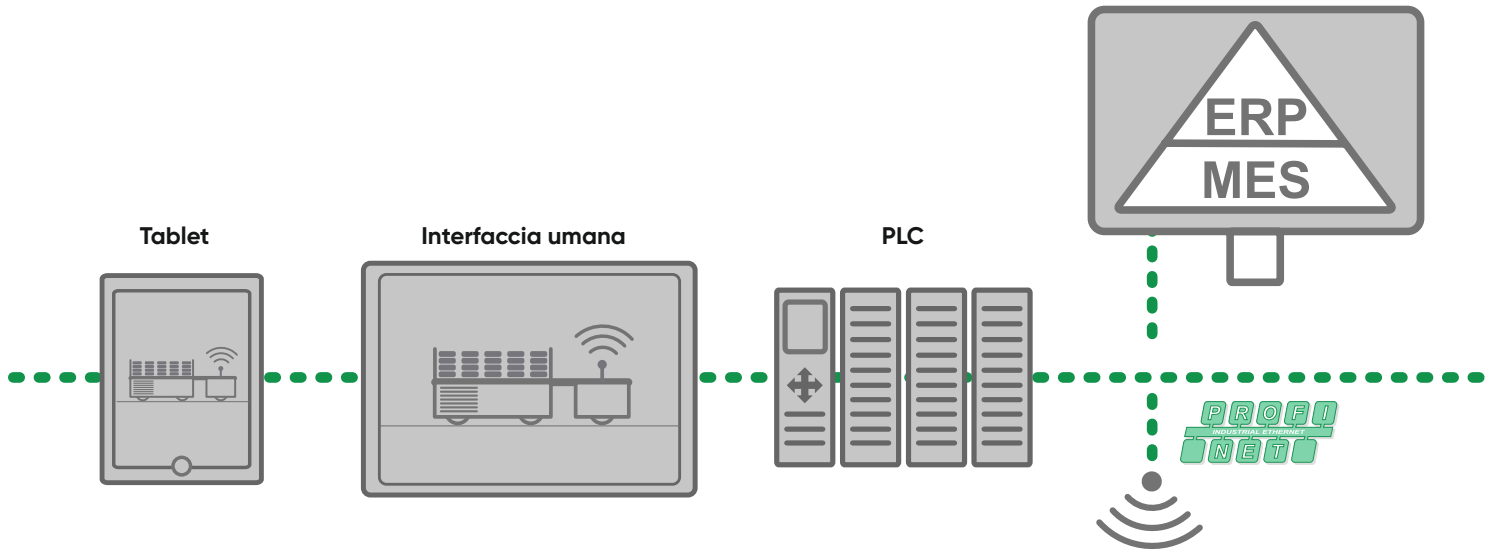 ERP
MES
Tablet
Interfaccia umana
PLC
PROFI
INDUSTRIAL ETHERNET
NET